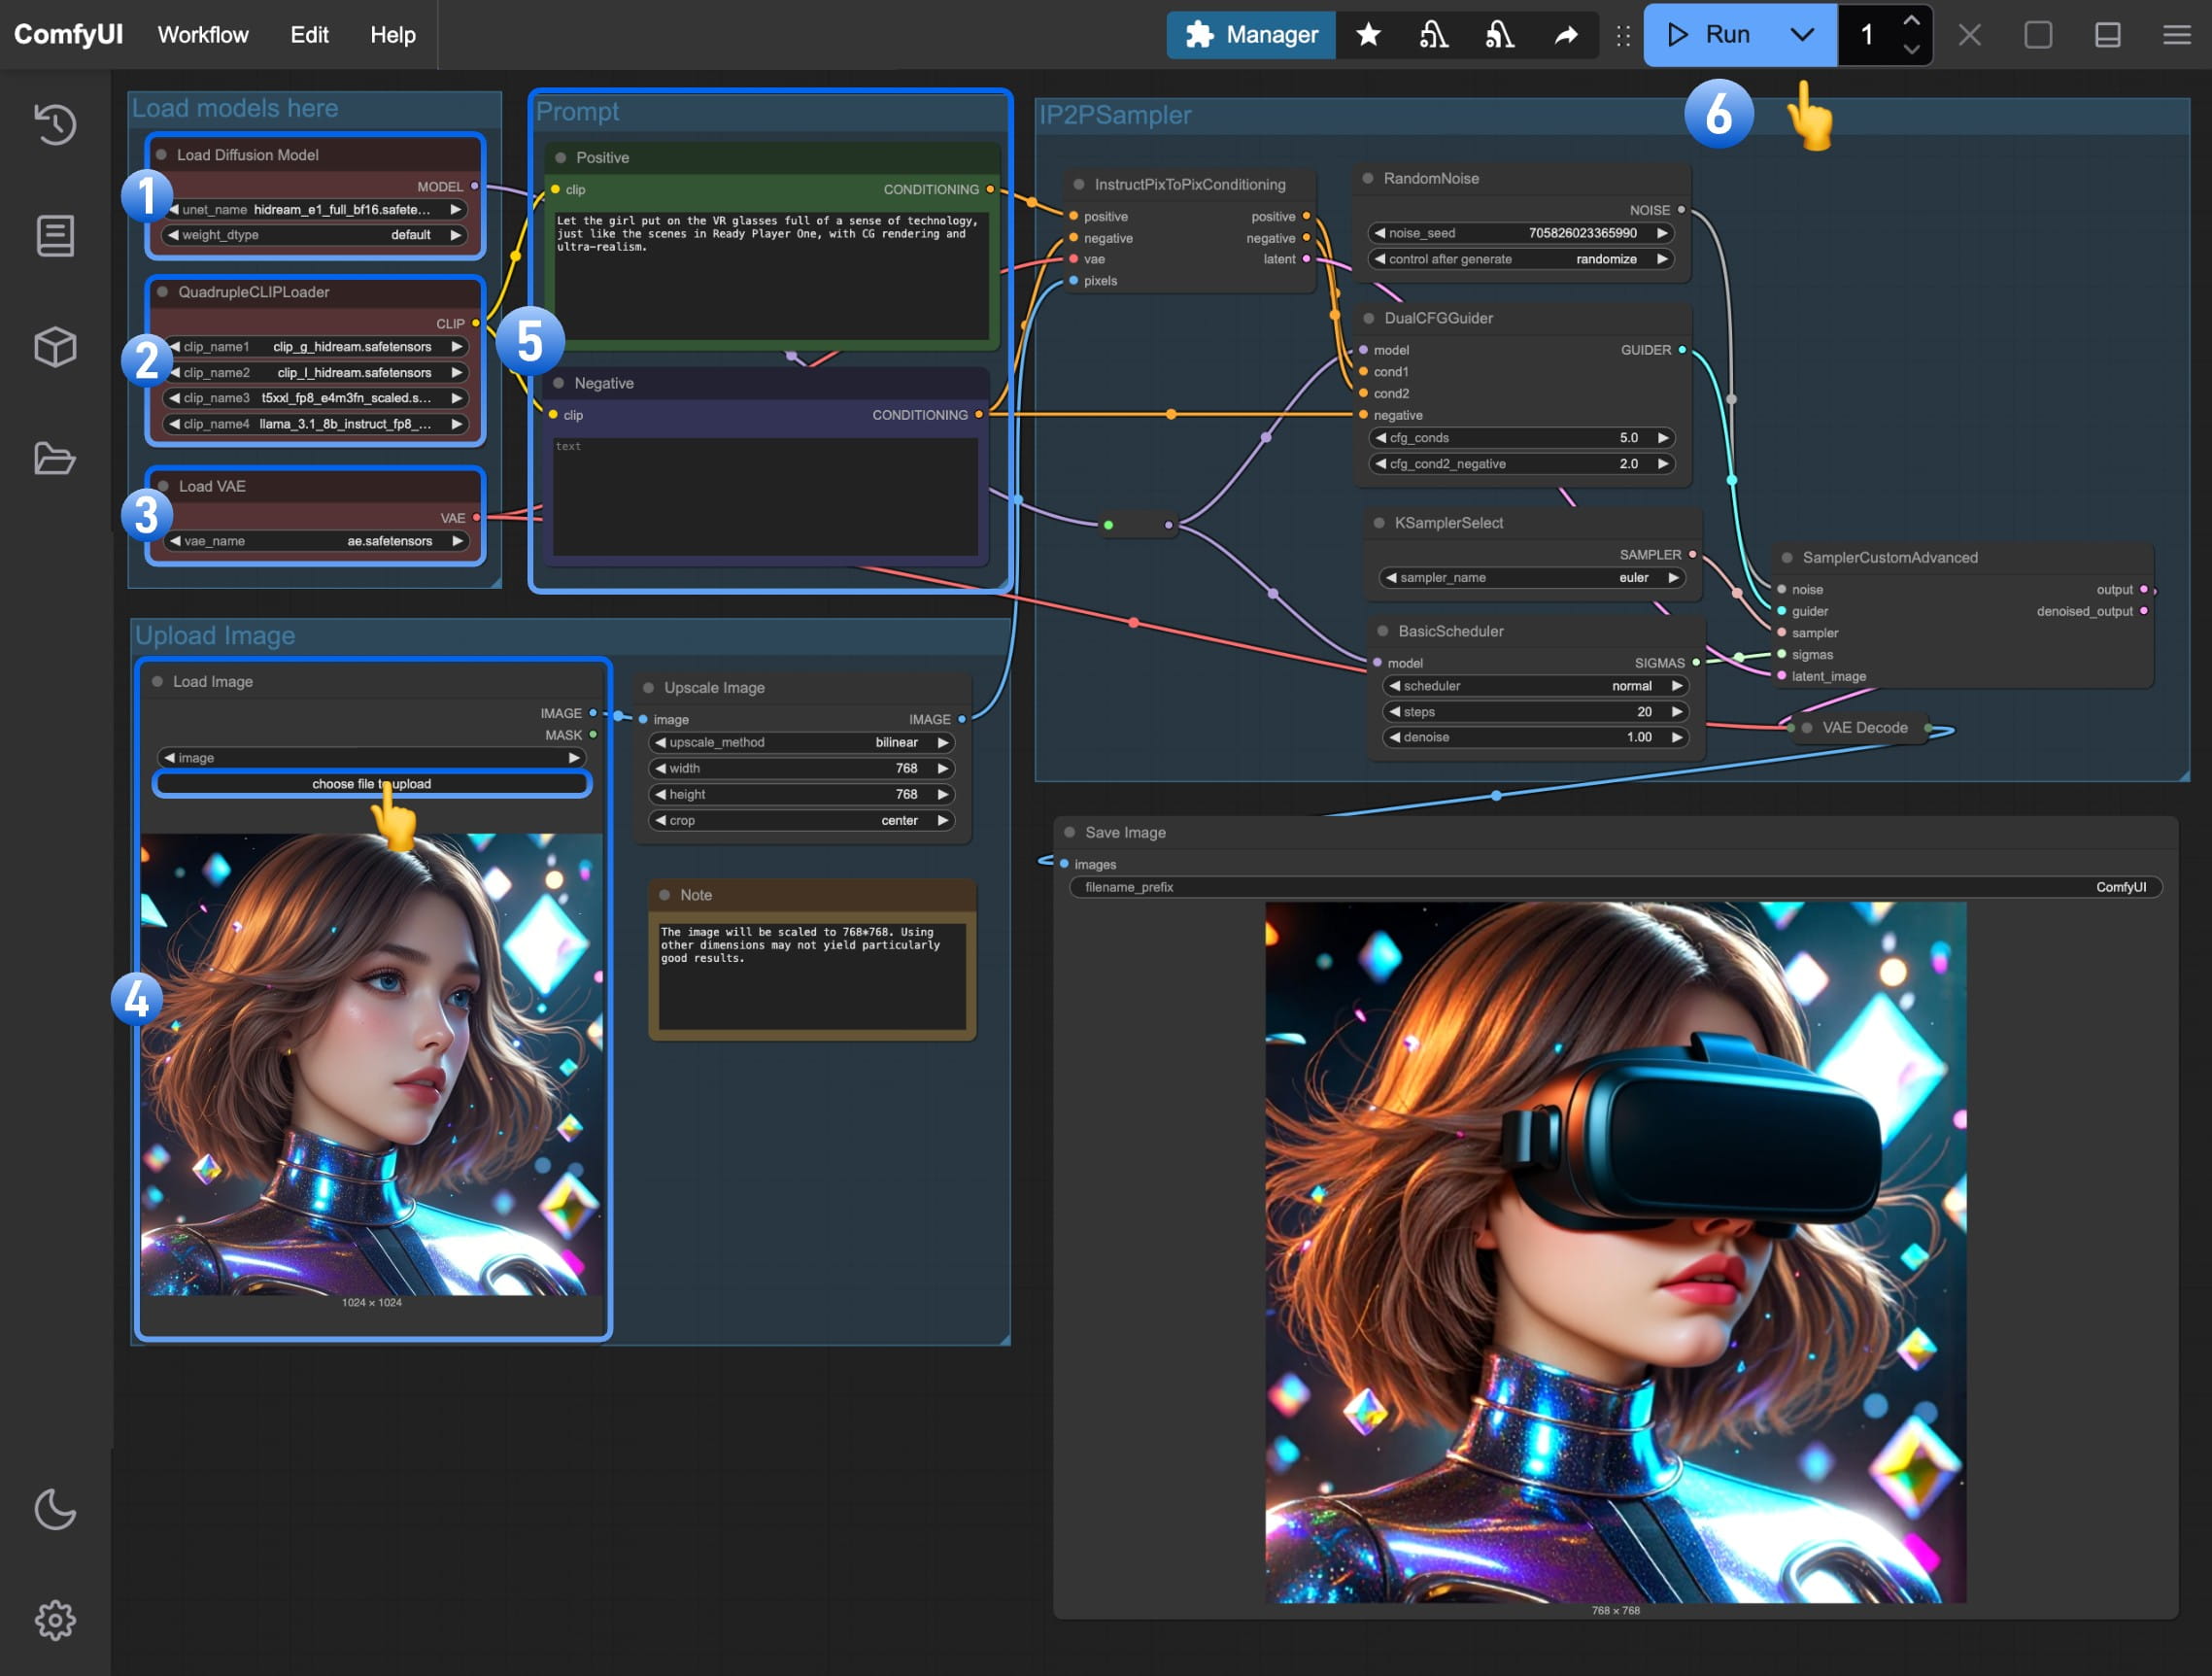 ComfyUI
Workflow
Edit
Help
Manager
Run
1
Load models here
Load Diffusion Model
MODEL
unet_name hidream_e1_full_bf16.safete...
weight_dtype default
1
QuadrupleCLIPLoader
CLIP
clip_name1 clip_g_hidream.safetensors
clip_name2 clip_l_hidream.safetensors
clip_name3 t5xxl_fp8_e4m3fn_scaled.s...
clip_name4 llama_3.1_8b_instruct_fp8_...
2
Load VAE
VAE
vae_name ae.safetensors
3
Prompt
Positive
clip CONDITIONING
Let the girl put on the VR glasses full of a sense of technology,
just like the scenes in Ready Player One, with CG rendering and
ultra-realism.
5
Negative
clip CONDITIONING
text
IP2PSampler
6
InstructPixToPixConditioning
positive positive
negative negative
vae latent
pixels
RandomNoise
NOISE
noise_seed 705826023365990
control after generate randomize
DualCFGGuider
model GUIDER
cond1
cond2
negative
cfg_conds 5.0
cfg_cond2_negative 2.0
KSamplerSelect
SAMPLER
sampler_name euler
BasicScheduler
model SIGMAS
scheduler normal
steps 20
denoise 1.00
SamplerCustomAdvanced
noise output
guider denoised_output
sampler
sigmas
latent_image
VAE Decode
Upload Image
Load Image
IMAGE
MASK
image
choose file to upload
4
1024 × 1024
Upscale Image
image IMAGE
upscale_method bilinear
width 768
height 768
crop center
Note
The image will be scaled to 768*768. Using
other dimensions may not yield particularly
good results.
Save Image
images
filename_prefix ComfyUI
768 × 768